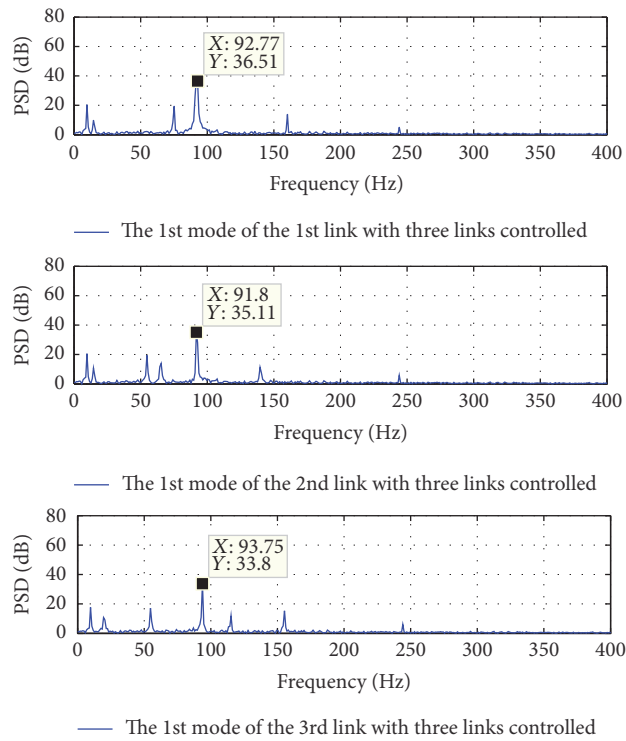 80
60
40
20
0
PSD (dB)
X: 92.77
Y: 36.51
0 50 100 150 200 250 300 350 400
Frequency (Hz)
The 1st mode of the 1st link with three links controlled
80
60
40
20
0
PSD (dB)
X: 91.8
Y: 35.11
0 50 100 150 200 250 300 350 400
Frequency (Hz)
The 1st mode of the 2nd link with three links controlled
80
60
40
20
0
PSD (dB)
X: 93.75
Y: 33.8
0 50 100 150 200 250 300 350 400
Frequency (Hz)
The 1st mode of the 3rd link with three links controlled